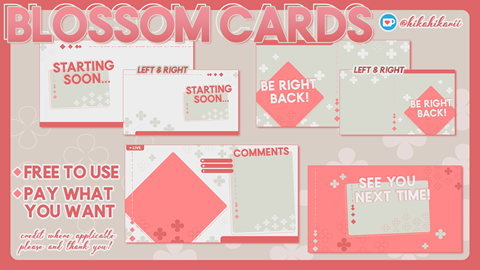 BLOSSOM CARDS
@hikahikarii
STARTING
SOON...
LEFT & RIGHT
STARTING
SOON...
BE RIGHT
BACK!
LEFT & RIGHT
BE RIGHT
BACK!
FREE TO USE
PAY WHAT
YOU WANT
credit where applicable
please and thank you!
LIVE
COMMENTS
SEE YOU
NEXT TIME!